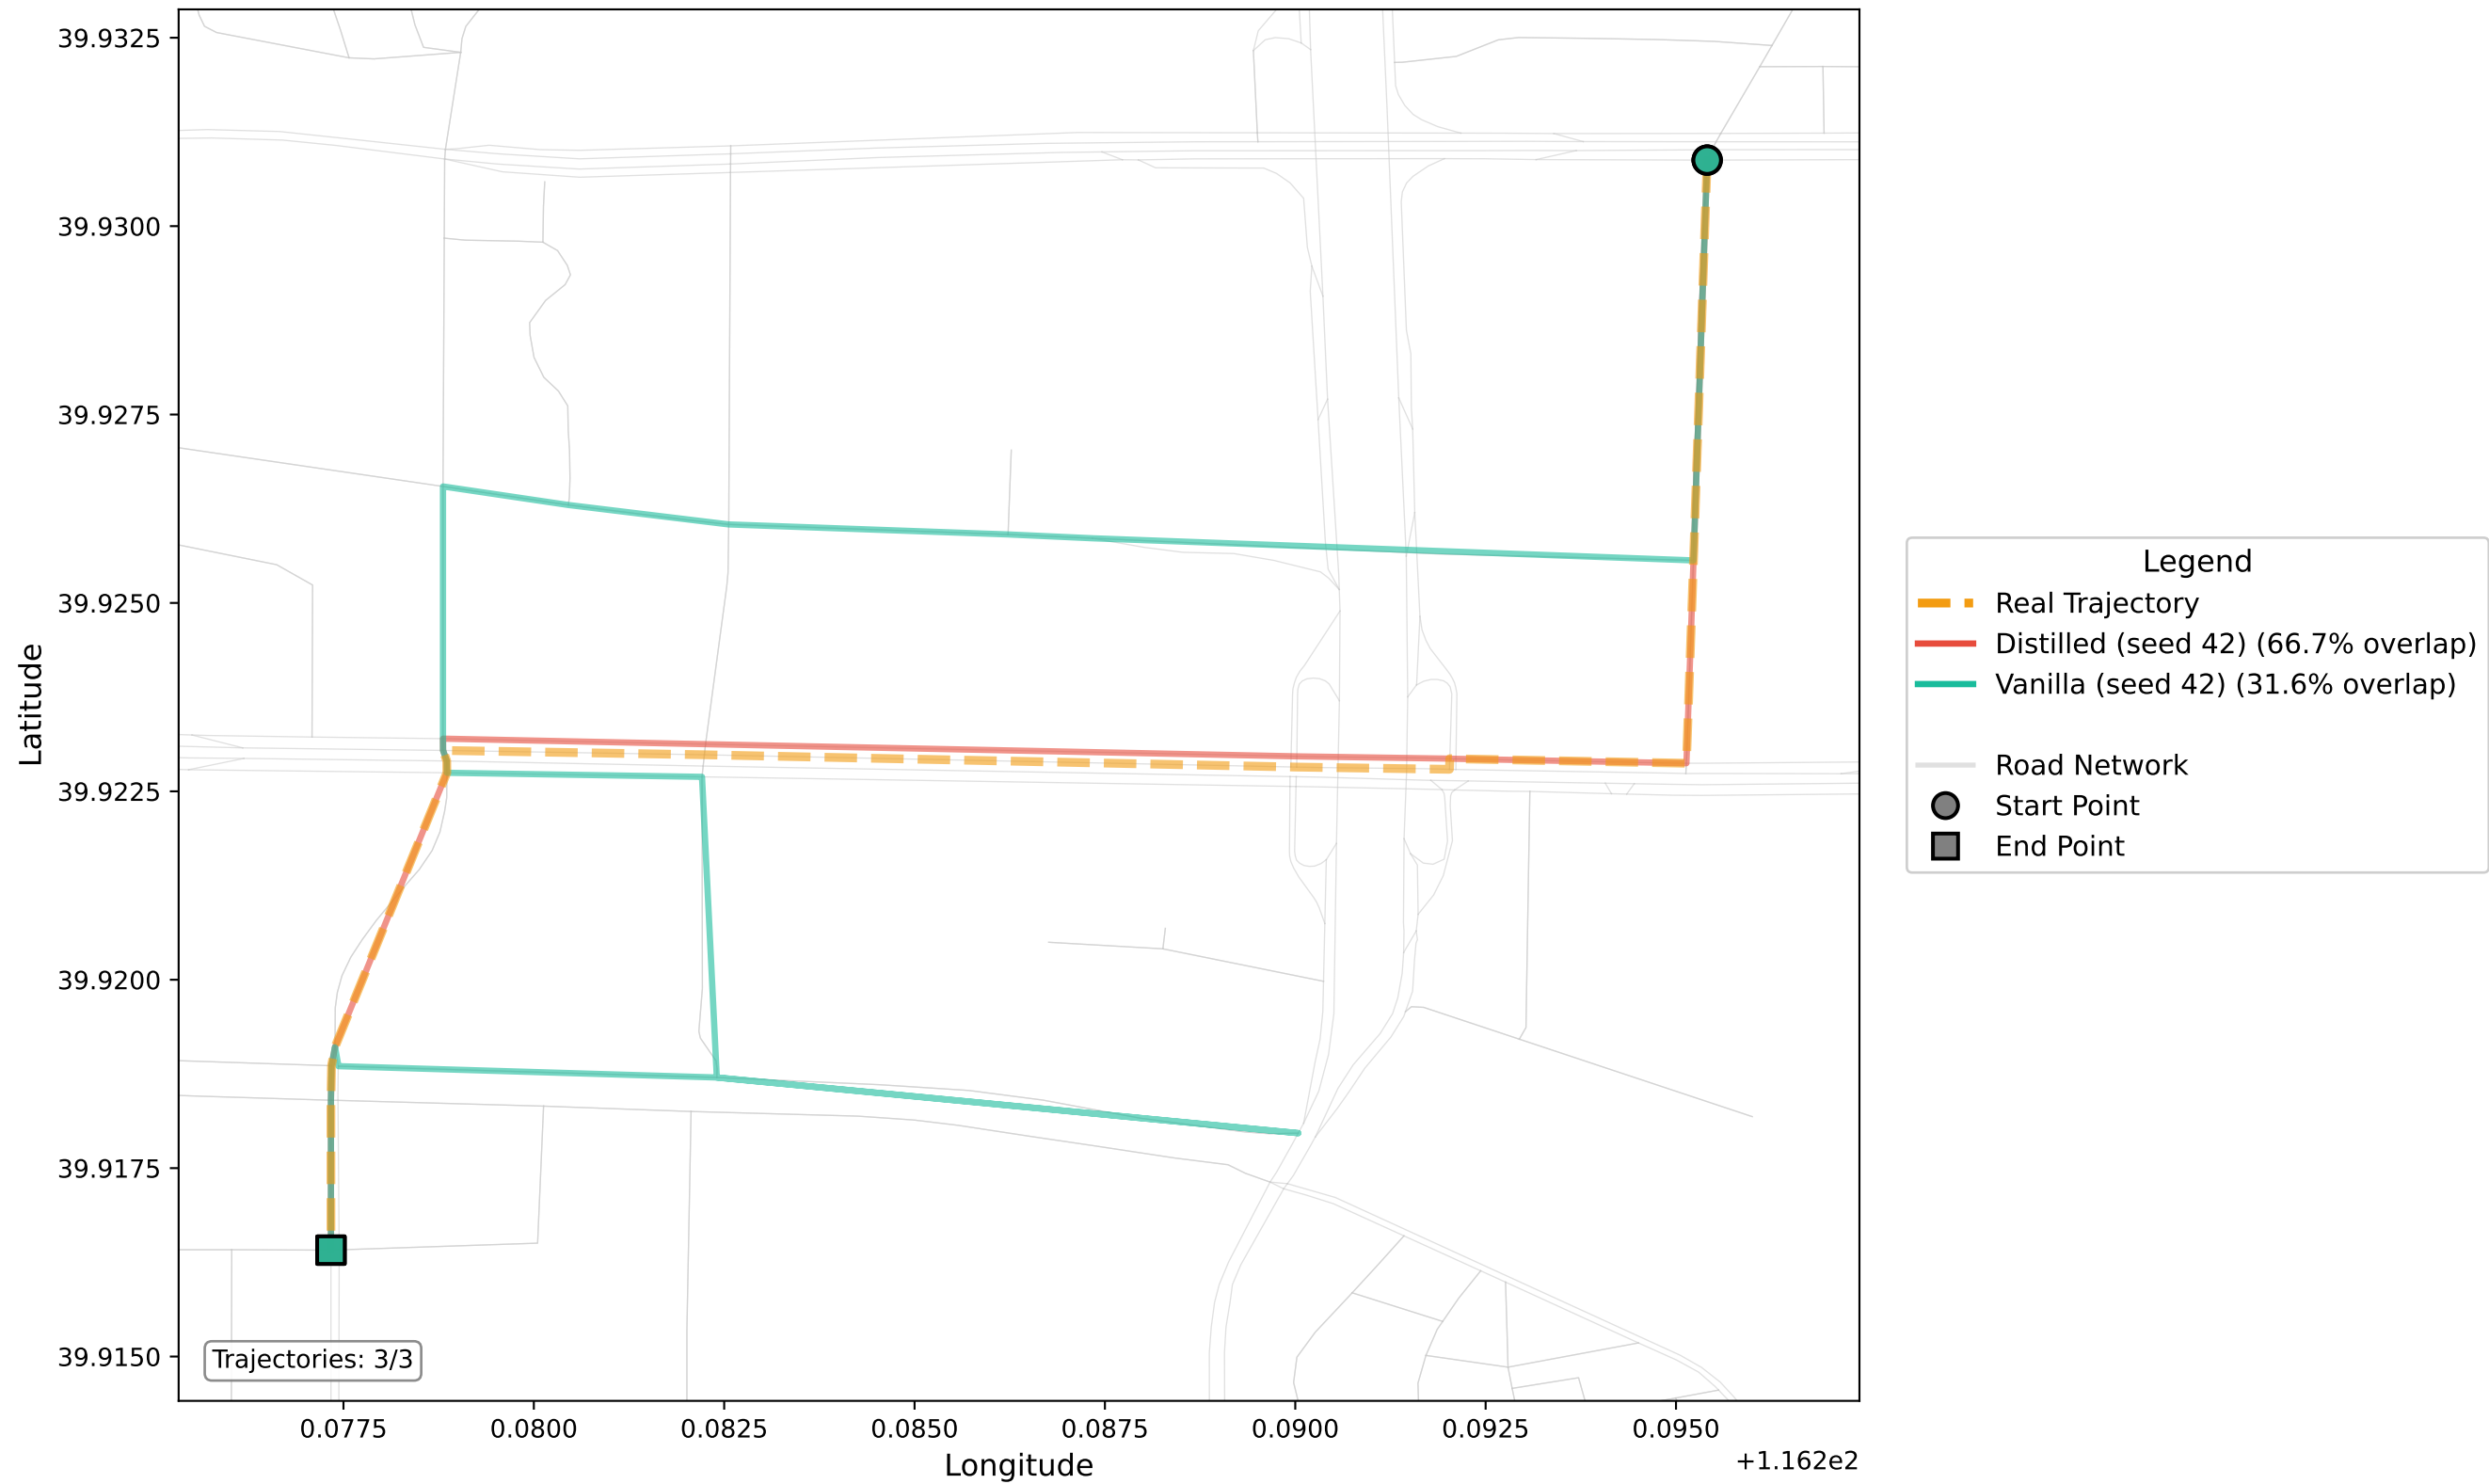 39.9325
39.9300
39.9275
39.9250
39.9225
39.9200
39.9175
39.9150
Latitude
Trajectories: 3/3
0.0775
0.0800
0.0825
0.0850
0.0875
0.0900
0.0925
0.0950
Longitude
+1.162e2
Legend
Real Trajectory
Distilled (seed 42) (66.7% overlap)
Vanilla (seed 42) (31.6% overlap)
Road Network
Start Point
End Point